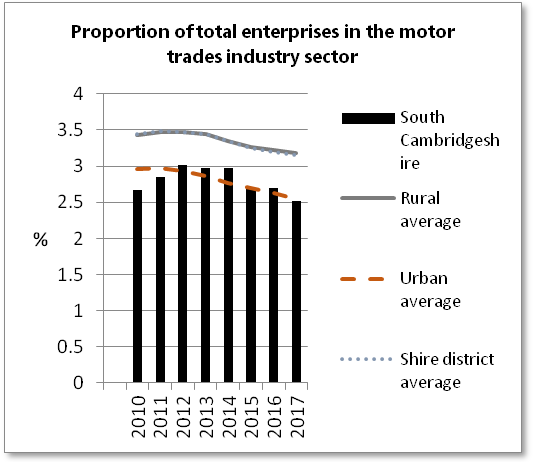 Proportion of total enterprises in the motor
trades industry sector
4
3.5
3
2.5
2
1.5
1
0.5
0
%
2010
2011
2012
2013
2014
2015
2016
2017
South
Cambridgesh
ire
Rural
average
Urban
average
Shire district
average